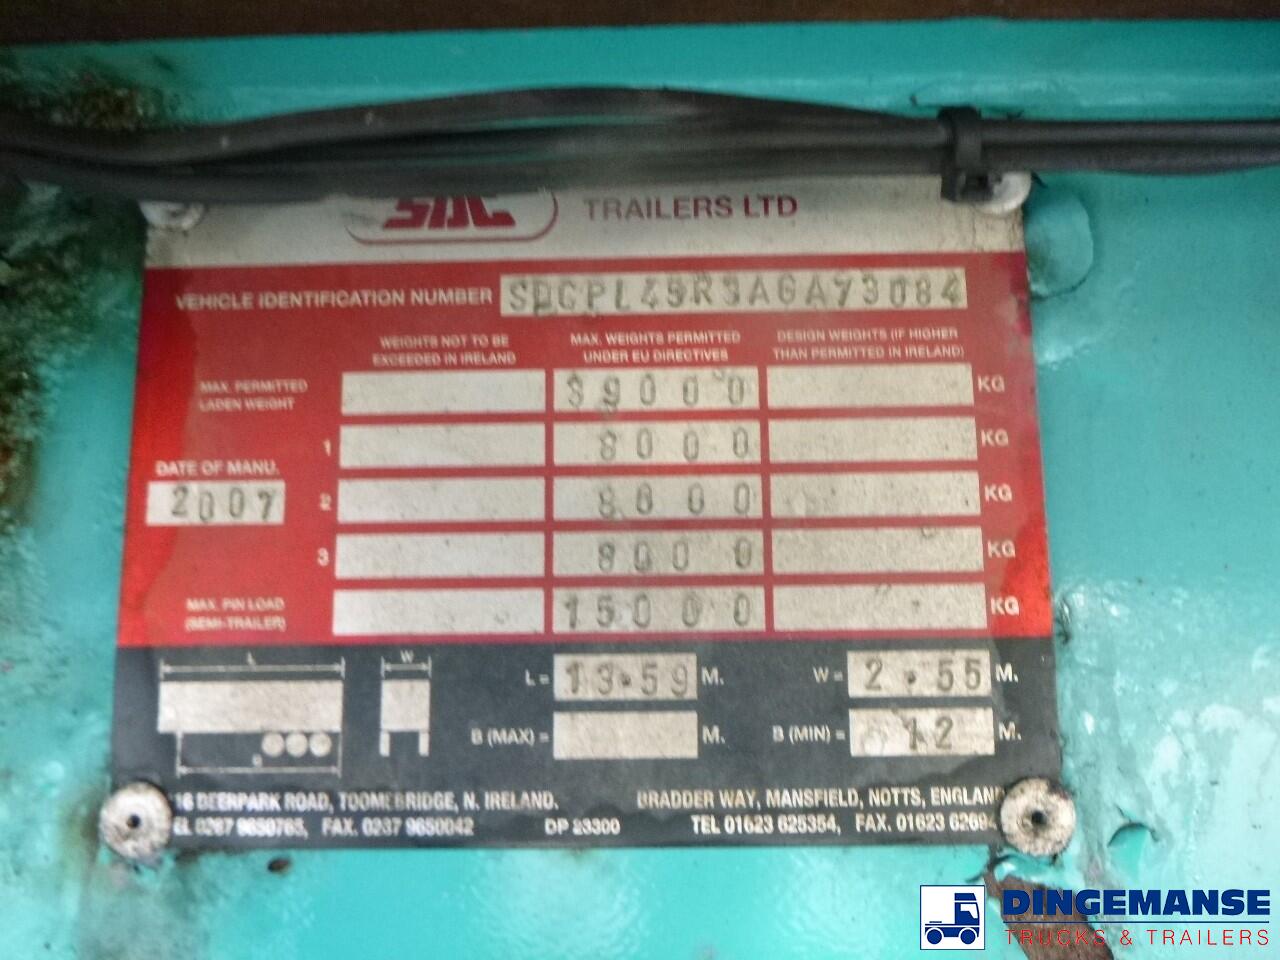 SDC TRAILERS LTD
VEHICLE IDENTIFICATION NUMBER SDCPL49R3AGA73084
WEIGHTS NOT TO BE EXCEEDED IN IRELAND
MAX. WEIGHTS PERMITTED UNDER EU DIRECTIVES
DESIGN WEIGHTS (IF HIGHER THAN PERMITTED IN IRELAND)
MAX. PERMITTED LADEN WEIGHT 39000 KG
1 8000 KG
DATE OF MANU.
2007
2 8000 KG
3 8000 KG
MAX. PIN LOAD (SEMI-TRAILER) 15000 KG
L W
L = 13.59 M. W = 2.55 M.
B (MAX) = M. B (MIN) = 12 M.
16 DEERPARK ROAD, TOOMEBRIDGE, N. IRELAND. BRADDER WAY, MANSFIELD, NOTTS, ENGLAND
FAX. 0237 9650042 DP 23300 TEL 01623 625354, FAX. 01623
DINGEMANSE
TRUCKS & TRAILERS